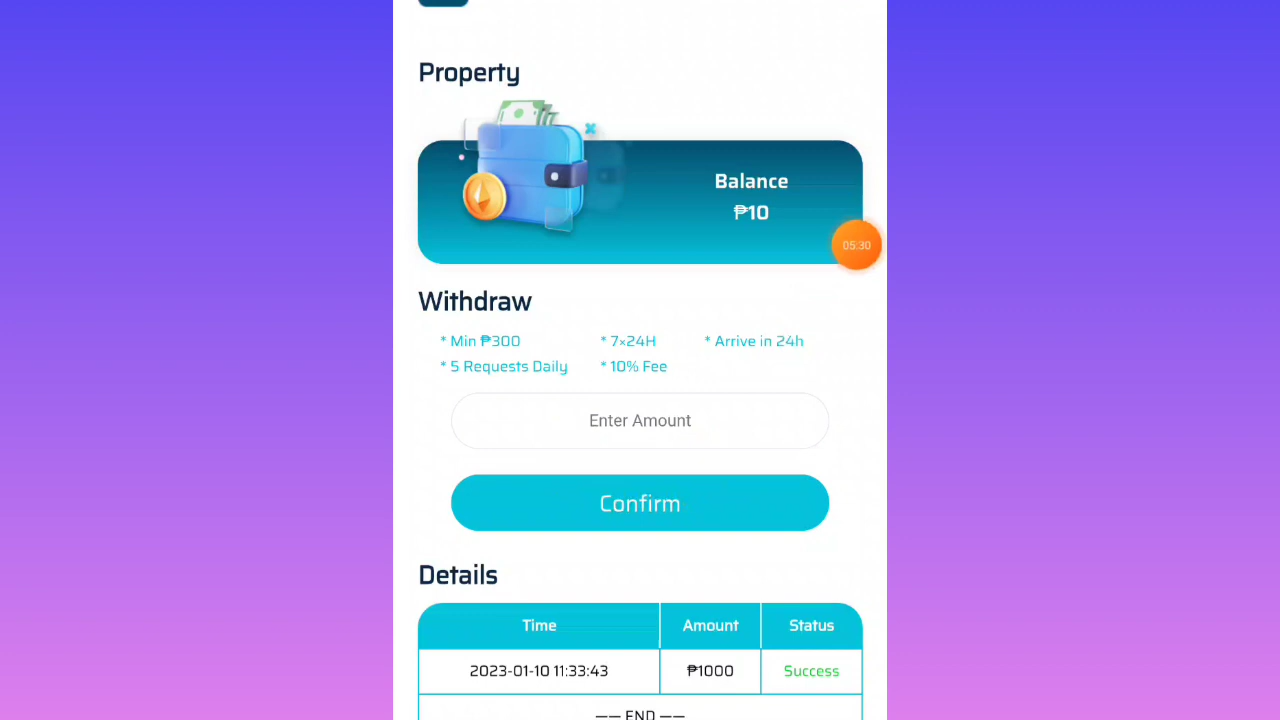 Property
Balance
₱10
05:30
Withdraw
* Min ₱300 * 7×24H * Arrive in 24h
* 5 Requests Daily * 10% Fee
Enter Amount
Confirm
Details
Time Amount Status
2023-01-10 11:33:43 ₱1000 Success
—— END ——